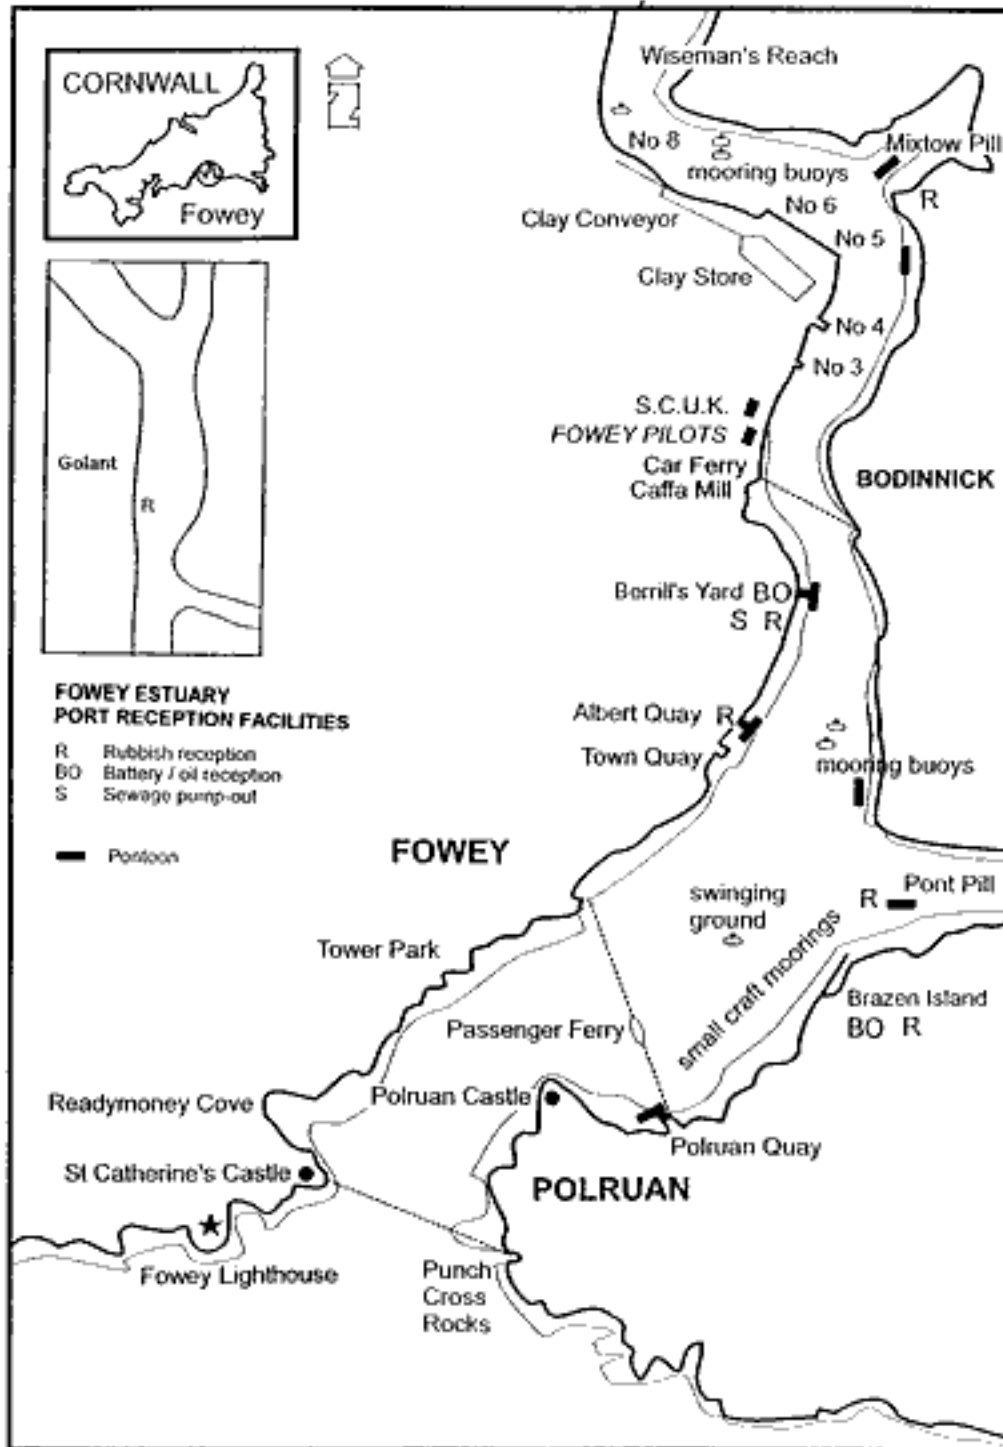 CORNWALL
Fowey
N
Wiseman's Reach
No 8
mooring buoys
Mixtow Pill
R
No 6
Clay Conveyor
No 5
Clay Store
No 4
No 3
S.C.U.K.
FOWEY PILOTS
Car Ferry
Caffa Mill
BODINNICK
Golant
R
Berrill's Yard BO
S R
FOWEY ESTUARY
PORT RECEPTION FACILITIES
R Rubbish reception
BO Battery / oil reception
S Sewage pump-out
Pontoon
Albert Quay R
Town Quay
mooring buoys
FOWEY
swinging
ground
R
Pont Pill
Tower Park
small craft moorings
Brazen Island
BO R
Passenger Ferry
Readymoney Cove
Polruan Castle
Polruan Quay
St Catherine's Castle
POLRUAN
Fowey Lighthouse
Punch
Cross
Rocks